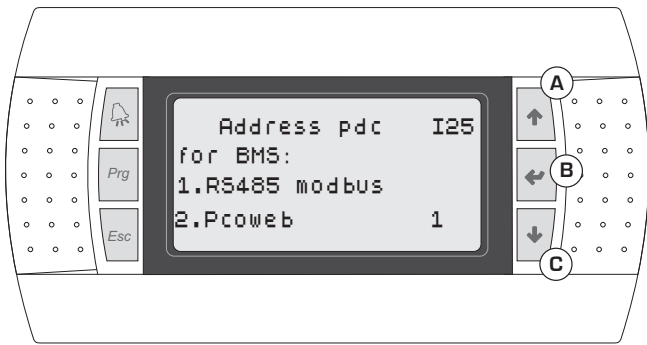 A
Address pdc I25
for BMS:
Prg
1.RS485 modbus
B
2.Pcoweb 1
Esc
C